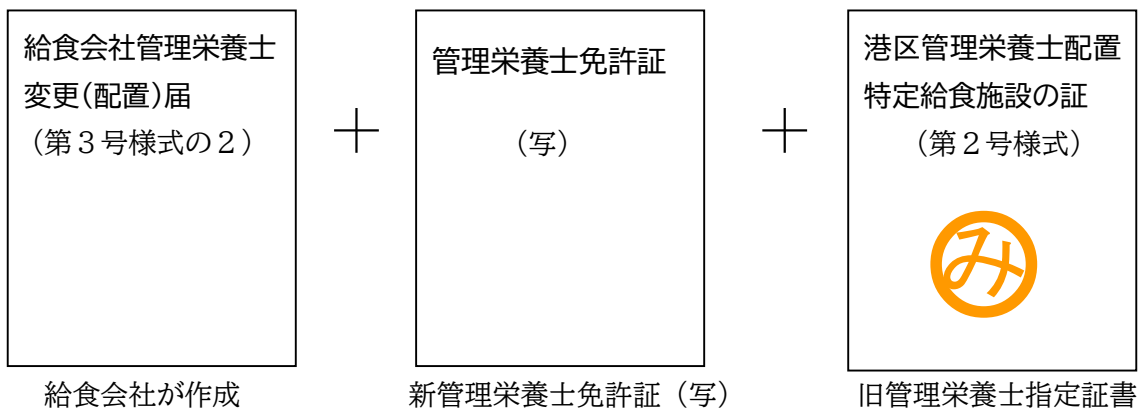 給食会社管理栄養士
変更(配置)届
（第３号様式の２）
給食会社が作成
＋
管理栄養士免許証
（写）
新管理栄養士免許証（写）
＋
港区管理栄養士配置
特定給食施設の証
（第２号様式）
み
旧管理栄養士指定証書